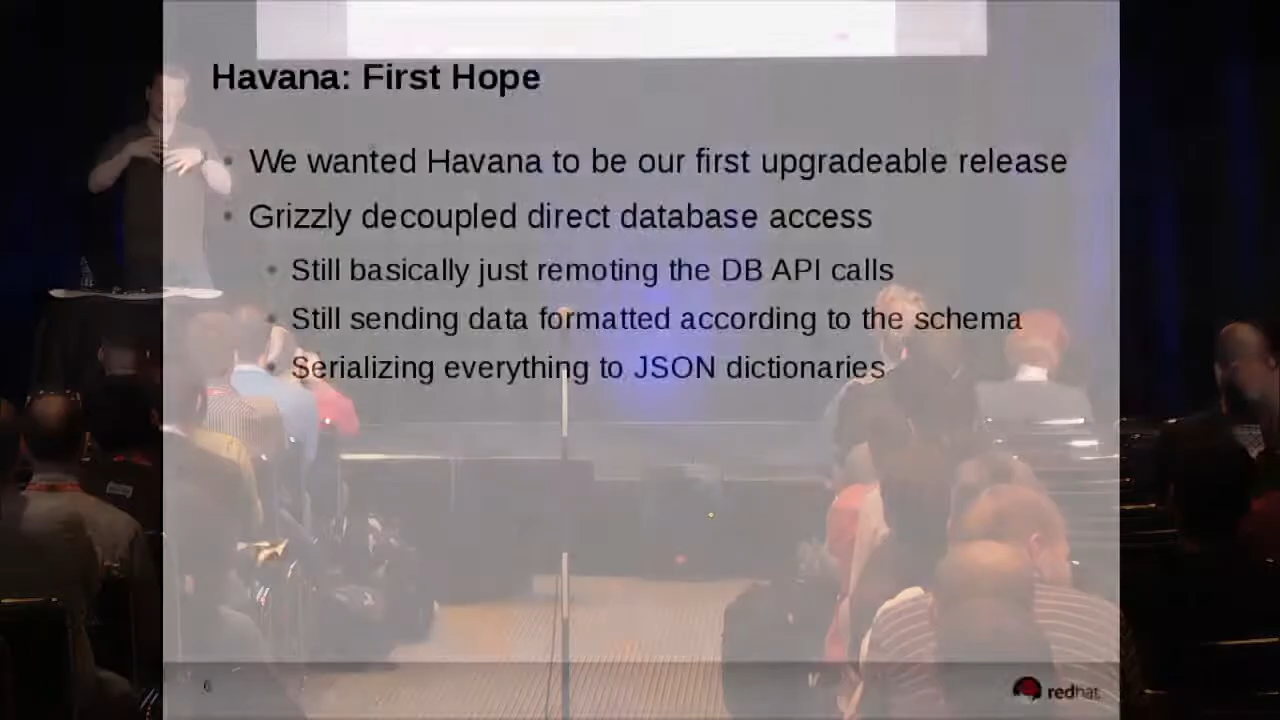 Havana: First Hope
We wanted Havana to be our first upgradeable release
Grizzly decoupled direct database access
Still basically just remoting the DB API calls
Still sending data formatted according to the schema
Serializing everything to JSON dictionaries
6
redhat